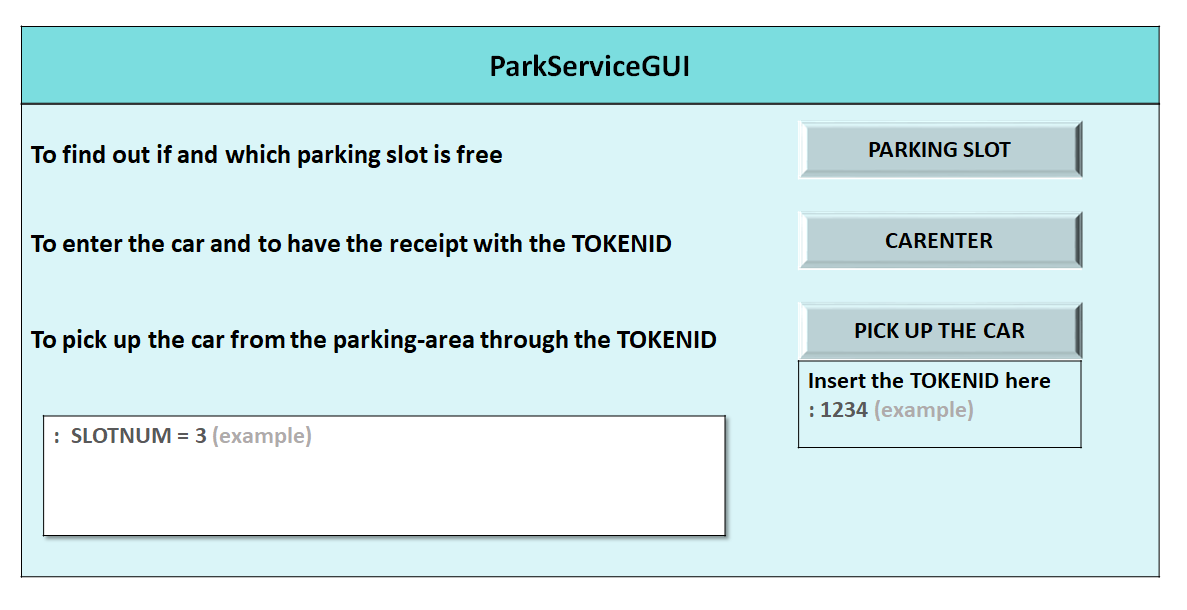 ParkServiceGUI
To find out if and which parking slot is free
PARKING SLOT
To enter the car and to have the receipt with the TOKENID
CARENTER
To pick up the car from the parking-area through the TOKENID
PICK UP THE CAR
Insert the TOKENID here
: 1234 (example)
: SLOTNUM = 3 (example)